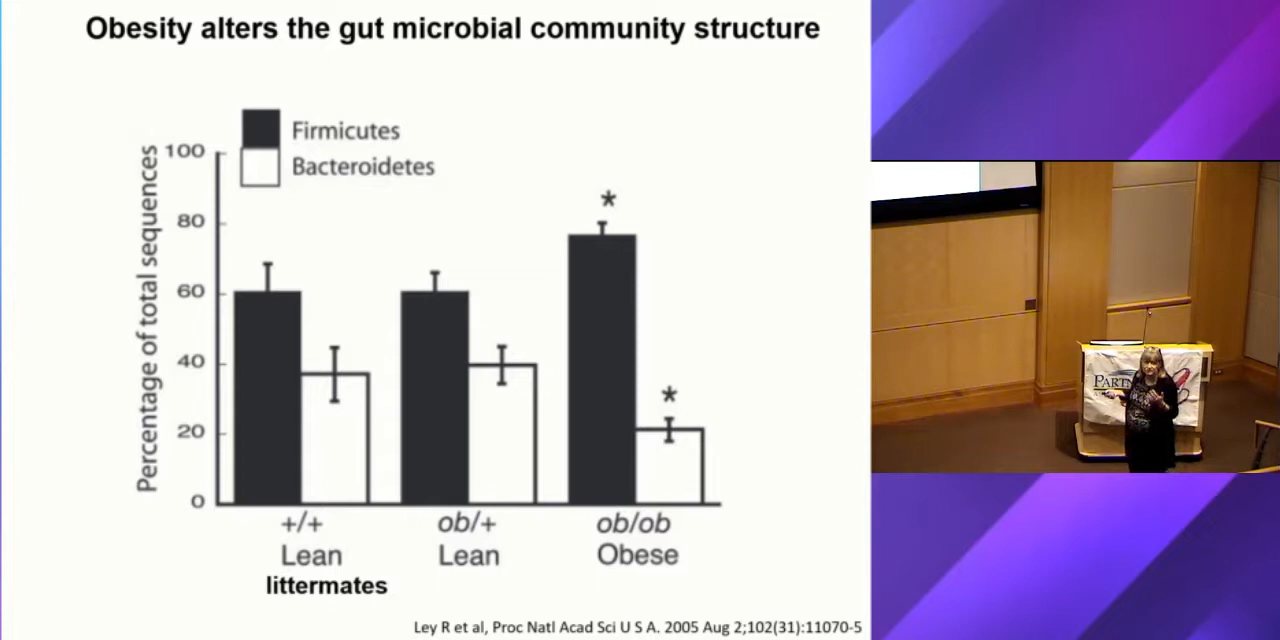 Obesity alters the gut microbial community structure
Firmicutes
Bacteroidetes
Percentage of total sequences
100
80
60
40
20
0
*
*
+/+
ob/+
ob/ob
Lean
Lean
Obese
littermates
Ley R et al, Proc Natl Acad Sci U S A. 2005 Aug 2;102(31):11070-5